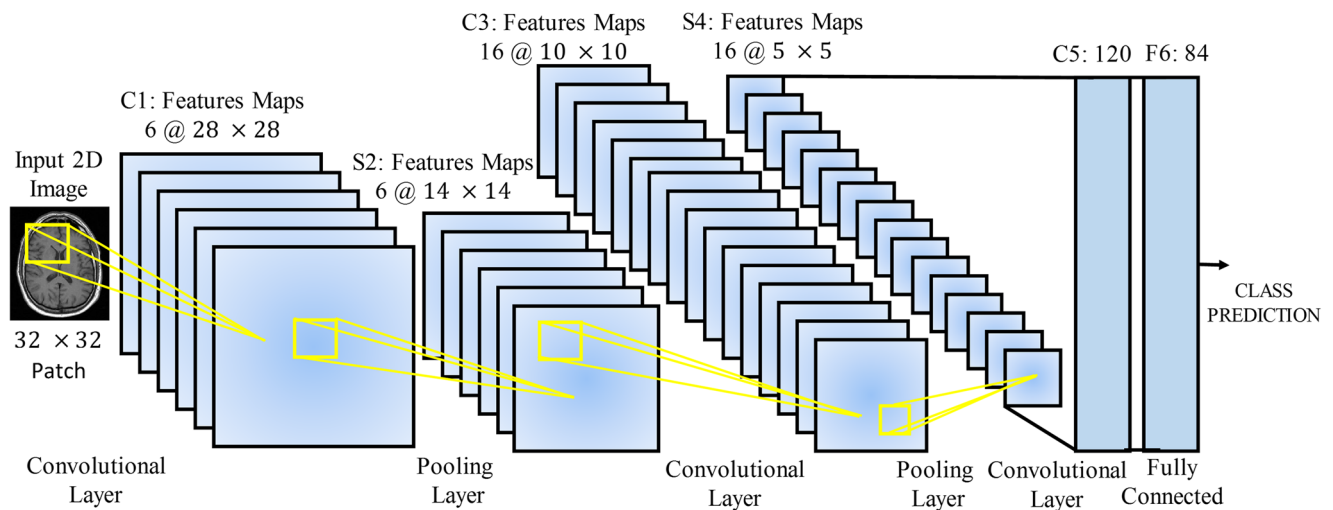 Input 2D
Image
32 × 32
Patch
C1: Features Maps
6 @ 28 × 28
S2: Features Maps
6 @ 14 × 14
C3: Features Maps
16 @ 10 × 10
S4: Features Maps
16 @ 5 × 5
C5: 120
F6: 84
CLASS
PREDICTION
Convolutional
Layer
Pooling
Layer
Convolutional
Layer
Pooling
Layer
Convolutional
Layer
Fully
Connected